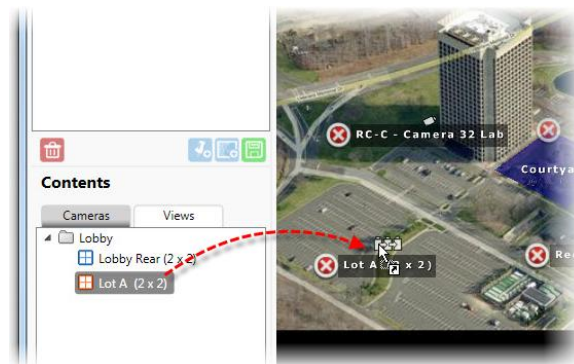 RC-C - Camera 32 Lab
Contents
Courtya
Cameras
Views
Lobby
Lobby Rear (2 x 2)
Lot A (2 x 2)
Lot A x 2)
Re